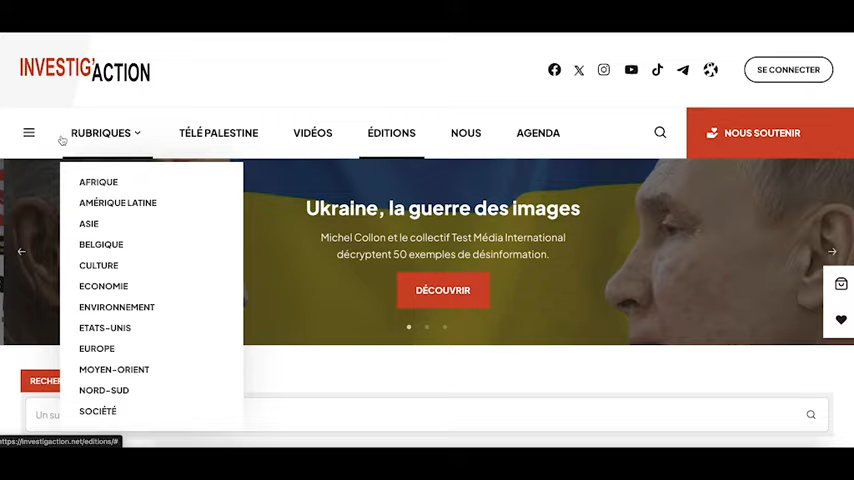 INVESTIG'ACTION
SE CONNECTER
RUBRIQUES
TÉLÉ PALESTINE
VIDÉOS
ÉDITIONS
NOUS
AGENDA
NOUS SOUTENIR
AFRIQUE
AMÉRIQUE LATINE
ASIE
BELGIQUE
CULTURE
ECONOMIE
ENVIRONNEMENT
ETATS-UNIS
EUROPE
MOYEN-ORIENT
NORD-SUD
SOCIÉTÉ
Ukraine, la guerre des images
Michel Collon et le collectif Test Média International
décryptent 50 exemples de désinformation.
DÉCOUVRIR
RECHER
Un su
https://investigaction.net/editions/#